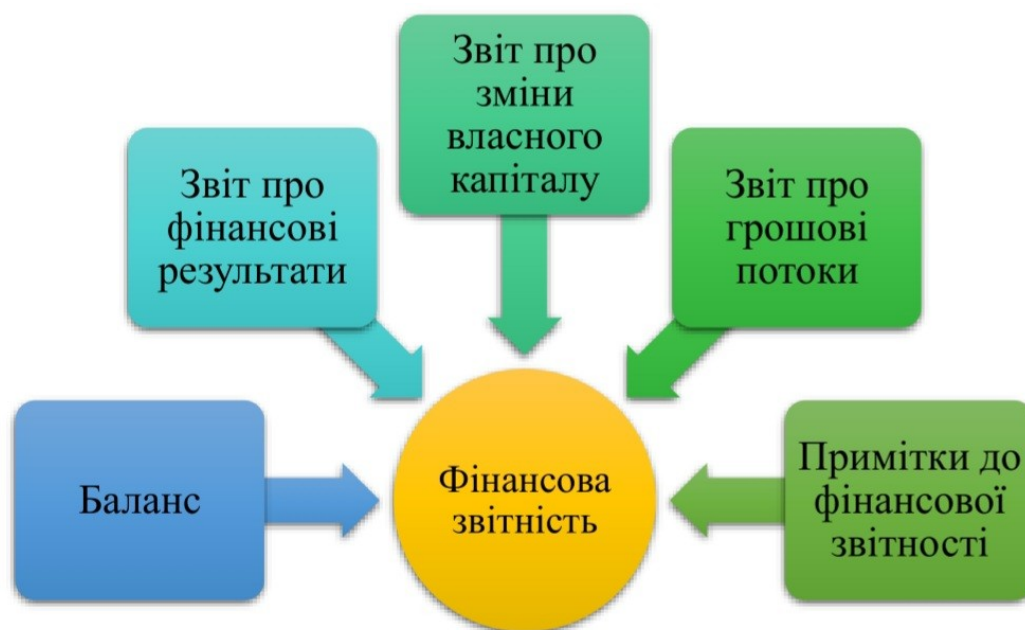 Звіт про
зміни
власного
капіталу
Звіт про
фінансові
результати
Звіт про
грошові
потоки
Баланс
Фінансова
звітність
Примітки до
фінансової
звітності